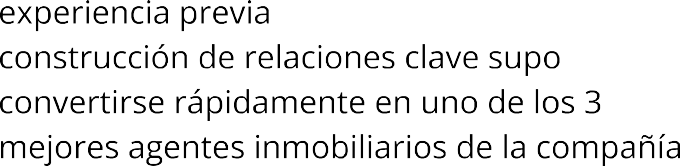 experiencia previa
construcción de relaciones clave supo
convertirse rápidamente en uno de los 3
mejores agentes inmobiliarios de la compañía